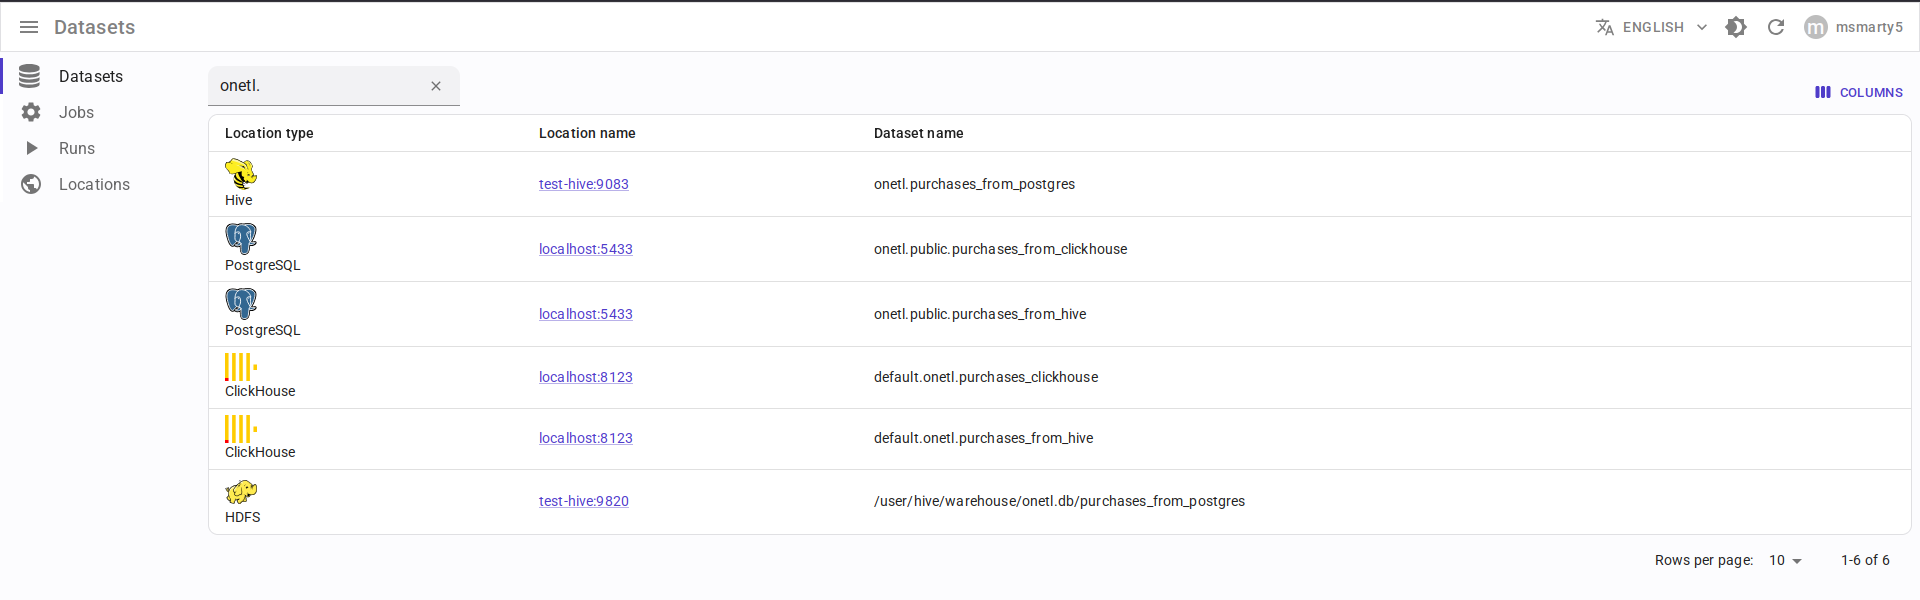 Datasets
ENGLISH
m msmarty5
Datasets
Jobs
Runs
Locations
onetl.
COLUMNS
Location type Location name Dataset name
Hive test-hive:9083 onetl.purchases_from_postgres
PostgreSQL localhost:5433 onetl.public.purchases_from_clickhouse
PostgreSQL localhost:5433 onetl.public.purchases_from_hive
ClickHouse localhost:8123 default.onetl.purchases_clickhouse
ClickHouse localhost:8123 default.onetl.purchases_from_hive
HDFS test-hive:9820 /user/hive/warehouse/onetl.db/purchases_from_postgres
Rows per page: 10 1-6 of 6